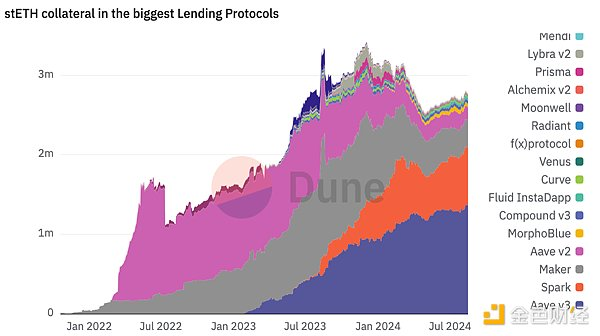 stETH collateral in the biggest Lending Protocols
3m
2m
1m
0
Jan 2022
Jul 2022
Jan 2023
Jul 2023
Jan 2024
Jul 2024
Dune
Mendi
Lybra v2
Prisma
Alchemix v2
Moonwell
Radiant
f(x)protocol
Venus
Curve
Fluid InstaDapp
Compound v3
MorphoBlue
Aave v2
Maker
Spark
Aave v3
金色财经